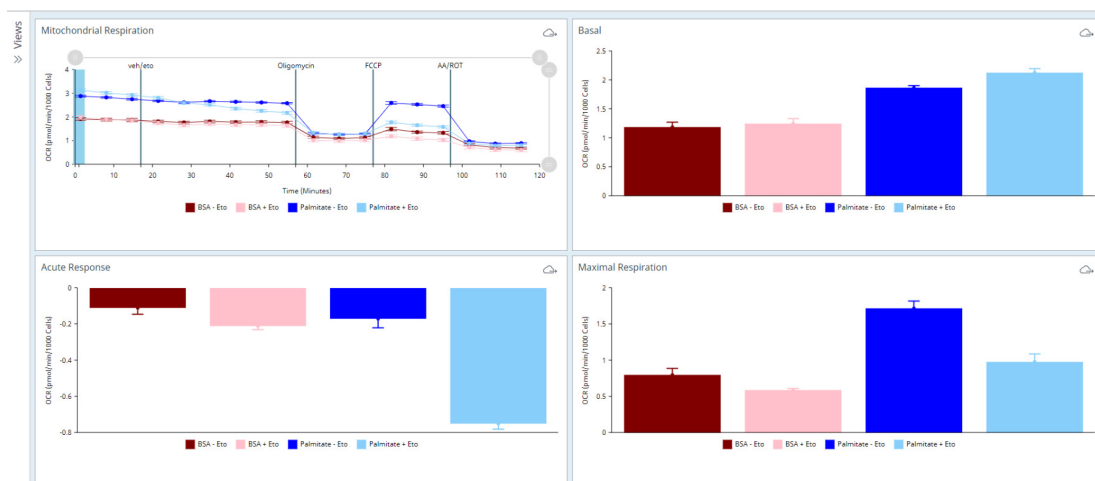 Views
Mitochondrial Respiration
veh/eto Oligomycin FCCP AA/ROT
OCR (pmol/min/1000 Cells)
4
3
2
1
0
0 10 20 30 40 50 60 70 80 90 100 110 120
Time (Minutes)
BSA - Eto BSA + Eto Palmitate - Eto Palmitate + Eto
Basal
OCR (pmol/min/1000 Cells)
2.5
2
1.5
1
0.5
0
BSA - Eto BSA + Eto Palmitate - Eto Palmitate + Eto
Acute Response
OCR (pmol/min/1000 Cells)
0
-0.2
-0.4
-0.6
-0.8
BSA - Eto BSA + Eto Palmitate - Eto Palmitate + Eto
Maximal Respiration
OCR (pmol/min/1000 Cells)
2
1.5
1
0.5
0
BSA - Eto BSA + Eto Palmitate - Eto Palmitate + Eto